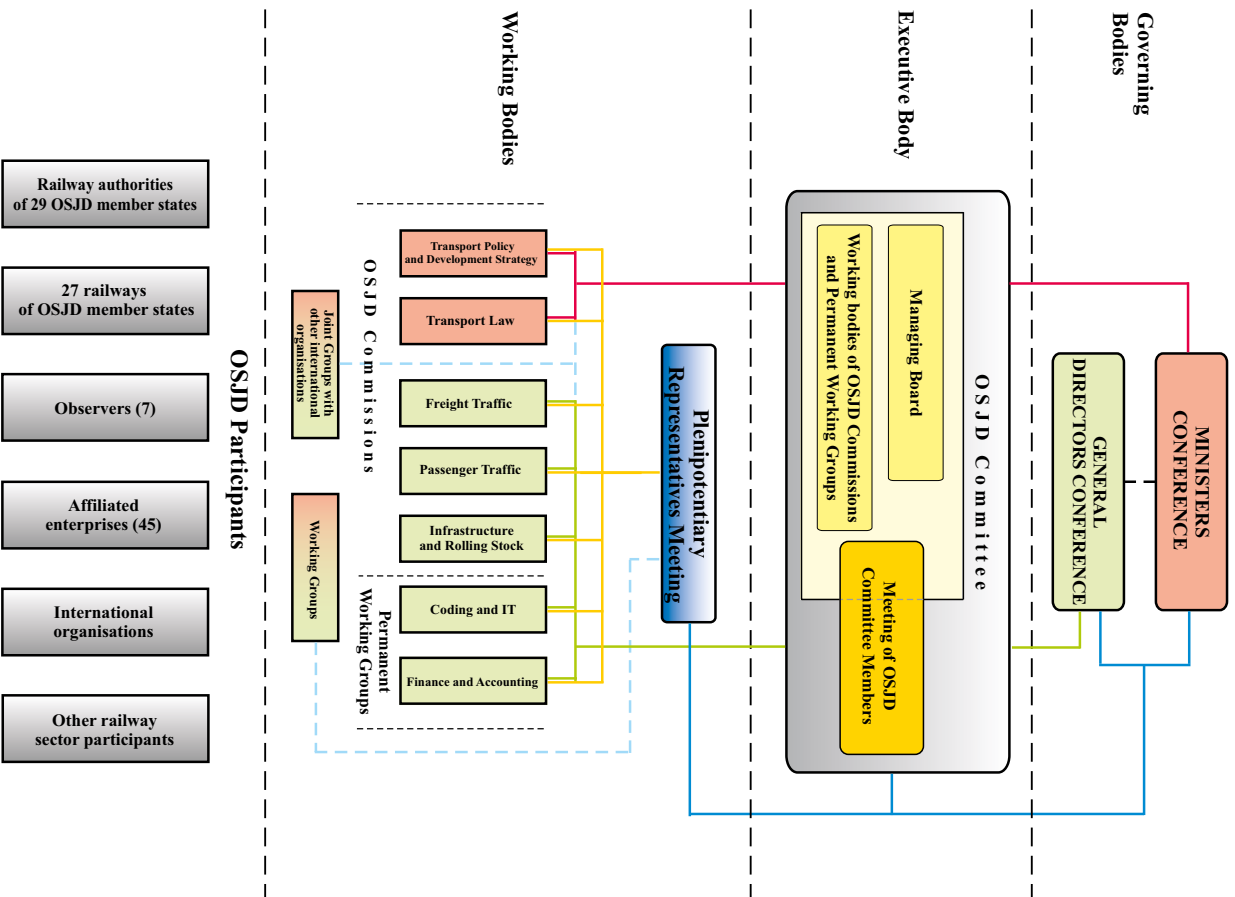 Governing
Bodies
MINISTERS
CONFERENCE
GENERAL
DIRECTORS CONFERENCE
Executive Body
OSJD Committee
Managing Board
Working bodies of OSJD Commissions
and Permanent Working Groups
Meeting of OSJD
Committee Members
Working Bodies
Plenipotentiary
Representatives Meeting
Transport Policy
and Development Strategy
Transport Law
Freight Traffic
Passenger Traffic
Infrastructure
and Rolling Stock
Coding and IT
Finance and Accounting
OSJD Commissions
Permanent
Working Groups
Joint Groups with
other international
organisations
Working Groups
OSJD Participants
Railway authorities
of 29 OSJD member states
27 railways
of OSJD member states
Observers (7)
Affiliated
enterprises (45)
International
organisations
Other railway
sector participants